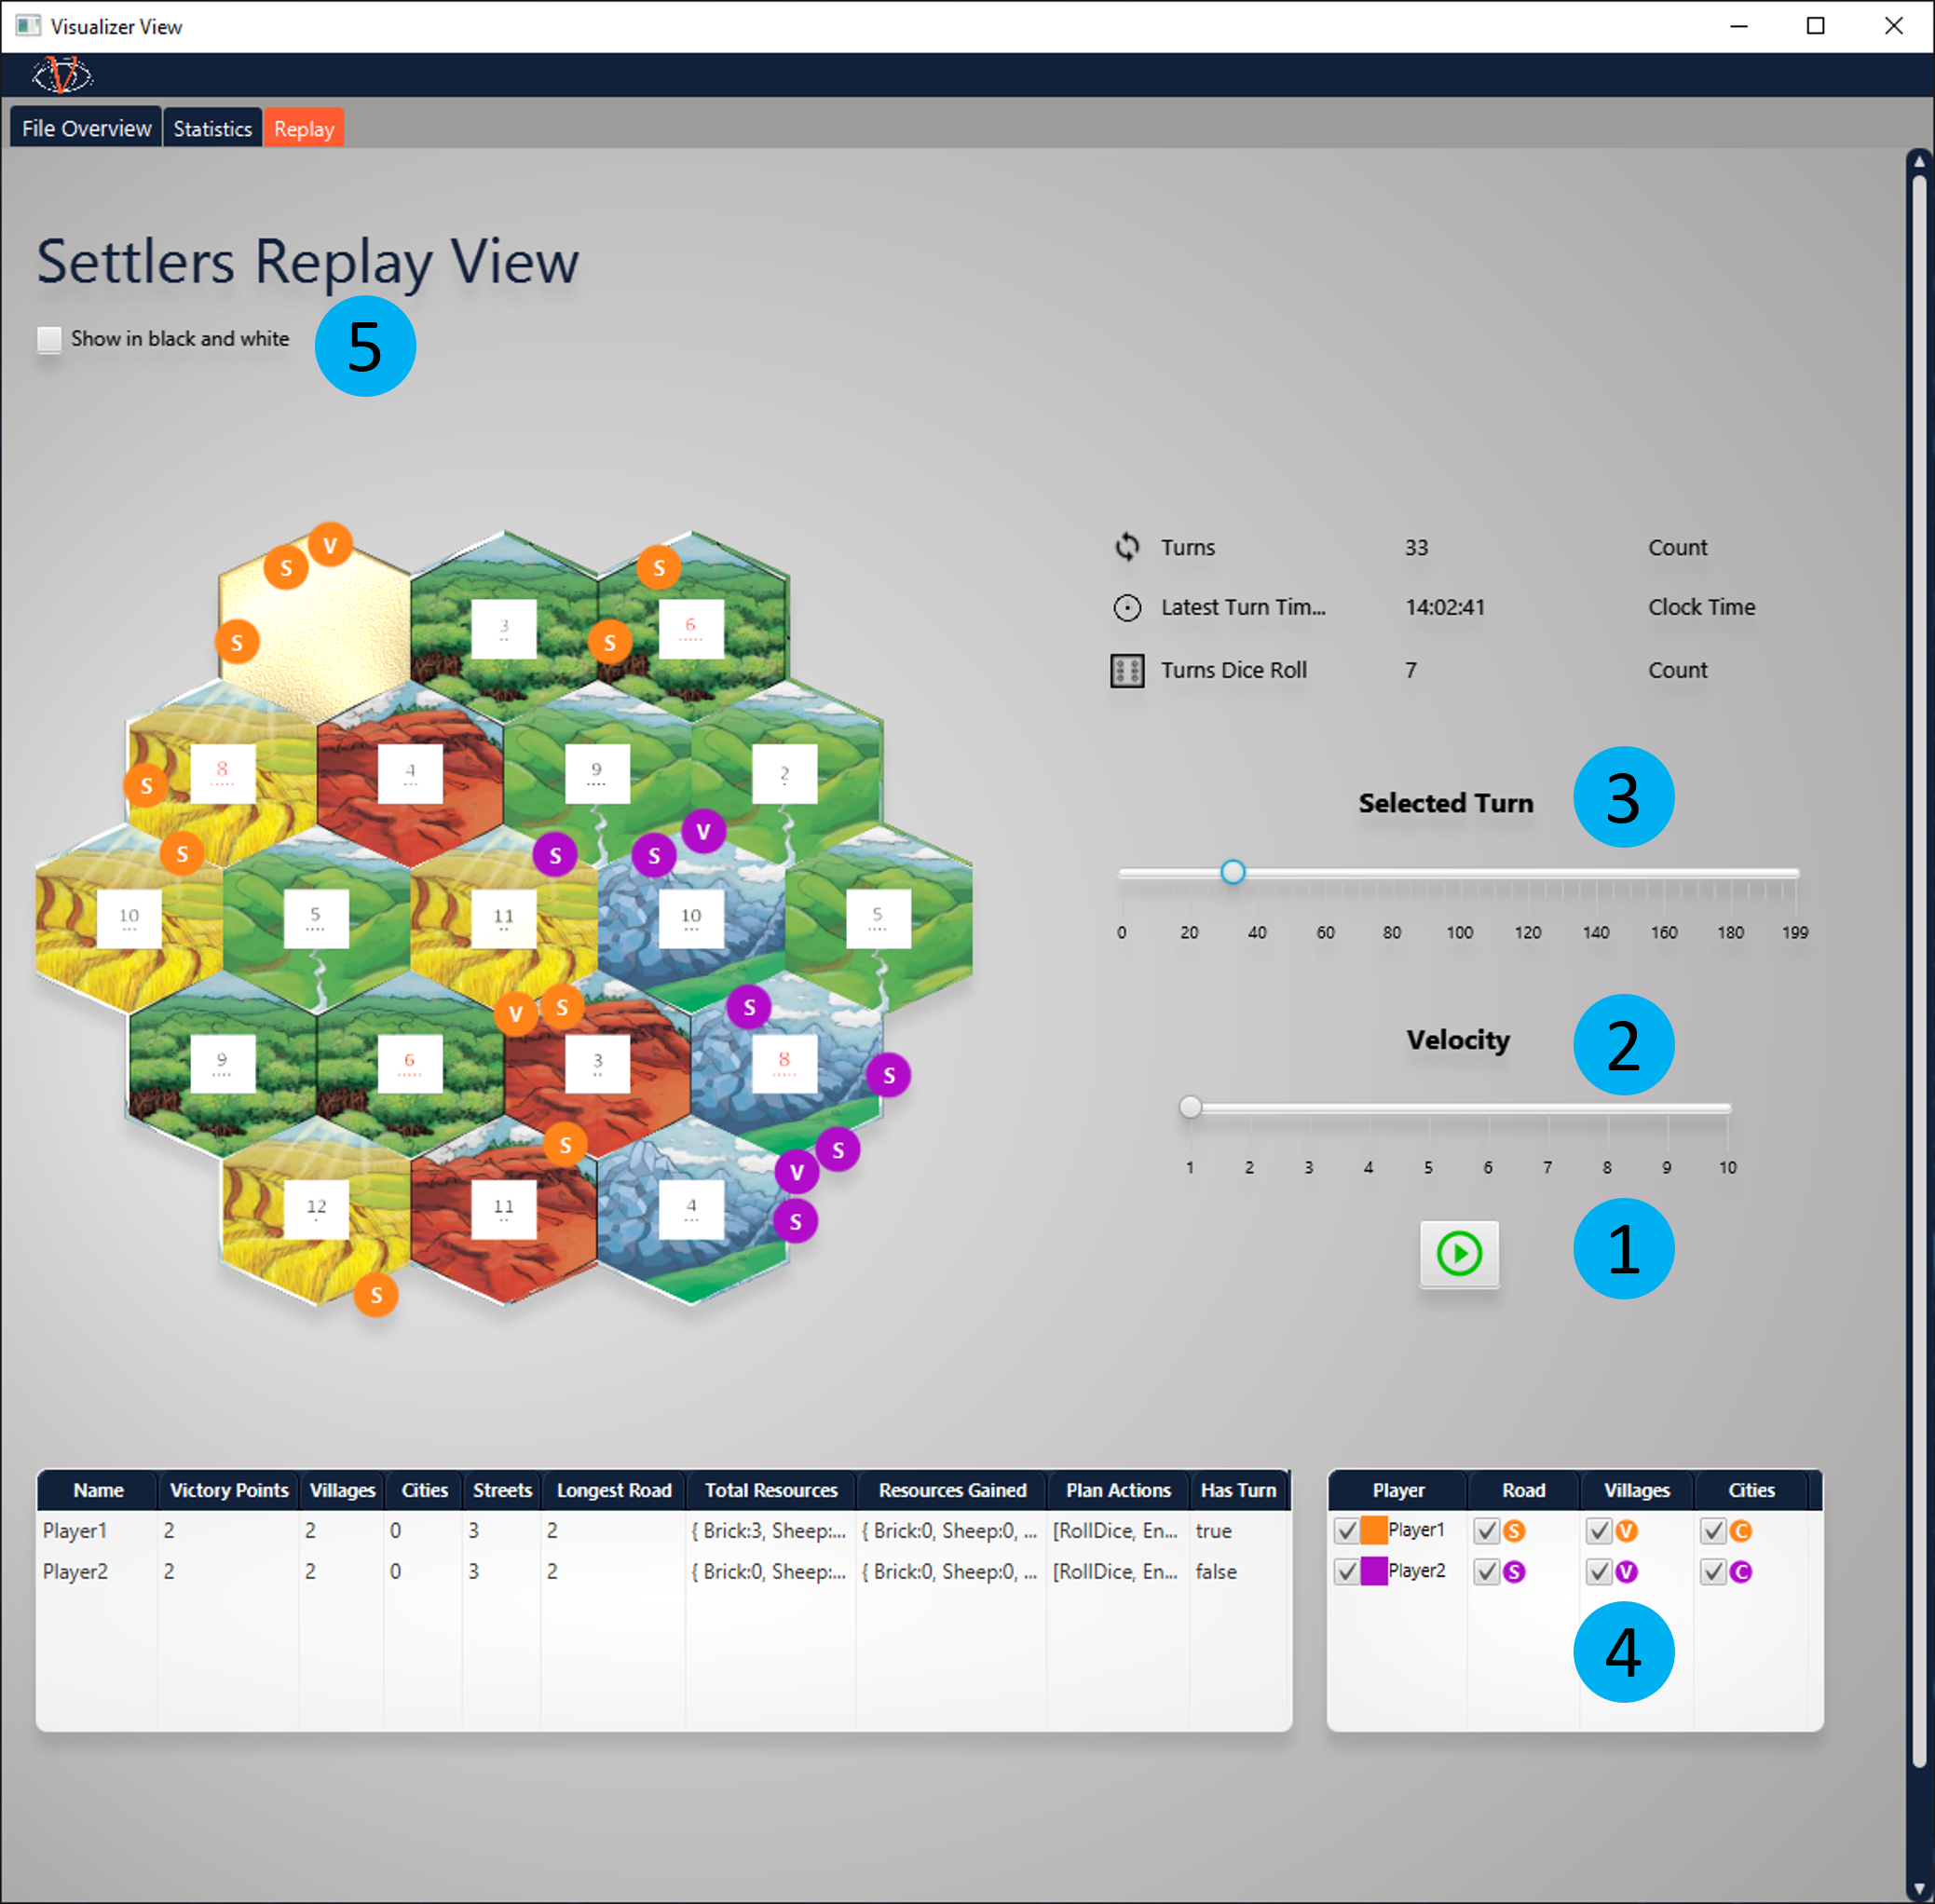 Visualizer View
V
File Overview Statistics Replay
Settlers Replay View
Show in black and white 5
V
S S
S S
3 6
Turns 33 Count
Latest Turn Tim... 14:02:41 Clock Time
Turns Dice Roll 7 Count
8 4 9 2
S
Selected Turn 3
S S S V
0 20 40 60 80 100 120 140 160 180 199
10 5 11 10 5
V S S
Velocity 2
9 6 3 8
S
1 2 3 4 5 6 7 8 9 10
S S
V
12 11 4
S
1
S
Name Victory Points Villages Cities Streets Longest Road Total Resources Resources Gained Plan Actions Has Turn
Player1 2 2 0 3 2 { Brick:3, Sheep:... { Brick:0, Sheep:0, ... [RollDice, En... true
Player2 2 2 0 3 2 { Brick:0, Sheep:... { Brick:0, Sheep:0, ... [RollDice, En... false
Player Road Villages Cities
Player1 S V C
Player2 S V C
4